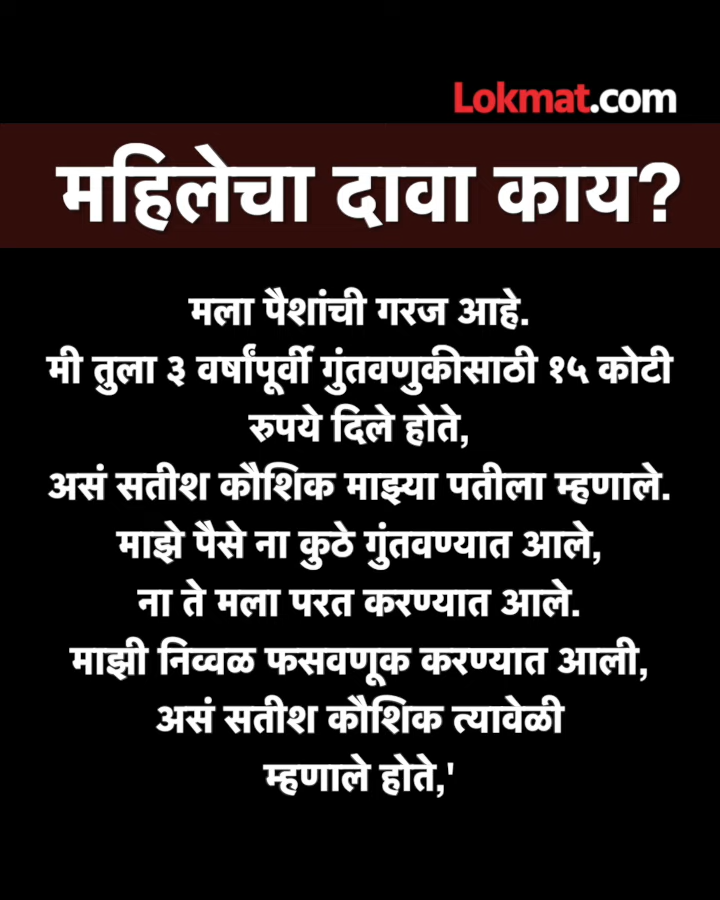 Lokmat.com
महिलेचा दावा काय?
मला पैशांची गरज आहे.
मी तुला ३ वर्षांपूर्वी गुंतवणुकीसाठी १५ कोटी
रुपये दिले होते,
असं सतीश कौशिक माझ्या पतीला म्हणाले.
माझे पैसे ना कुठे गुंतवण्यात आले,
ना ते मला परत करण्यात आले.
माझी निव्वळ फसवणूक करण्यात आली,
असं सतीश कौशिक त्यावेळी
म्हणाले होते,'